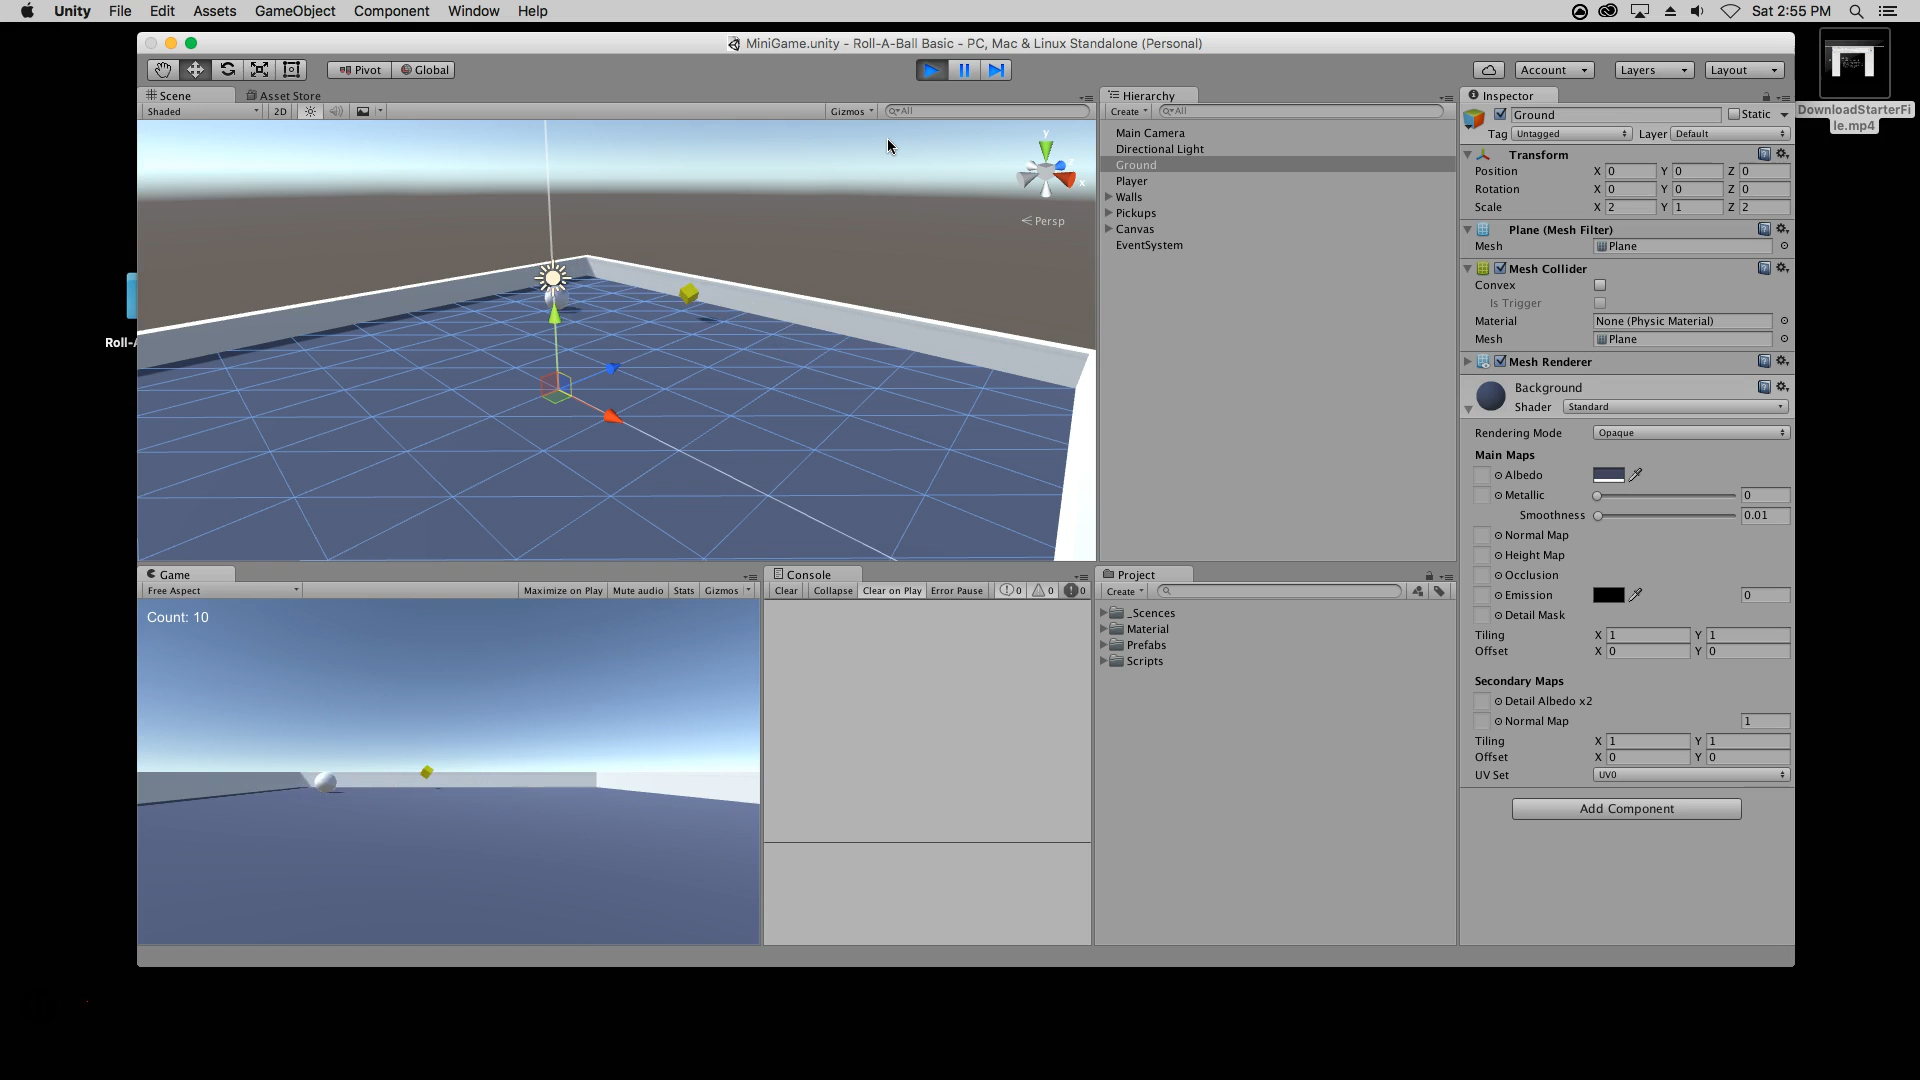 Unity File Edit Assets GameObject Component Window Help Sat 2:55 PM
MiniGame.unity - Roll-A-Ball Basic - PC, Mac & Linux Standalone (Personal)
Pivot Global Account Layers Layout
Scene Asset Store
Shaded 2D Gizmos All
y
x
Persp
Hierarchy
Create All
Main Camera
Directional Light
Ground
Player
Walls
Pickups
Canvas
EventSystem
Inspector
Ground Static
Tag Untagged Layer Default
Transform
Position X 0 Y 0 Z 0
Rotation X 0 Y 0 Z 0
Scale X 2 Y 1 Z 2
Plane (Mesh Filter)
Mesh Plane
Mesh Collider
Convex
Is Trigger
Material None (Physic Material)
Mesh Plane
Mesh Renderer
Background
Shader Standard
Rendering Mode Opaque
Main Maps
Albedo
Metallic 0
Smoothness 0.01
Normal Map
Height Map
Occlusion
Emission 0
Detail Mask
Tiling X 1 Y 1
Offset X 0 Y 0
Secondary Maps
Detail Albedo x2
Normal Map 1
Tiling X 1 Y 1
Offset X 0 Y 0
UV Set UV0
Add Component
Game
Free Aspect Maximize on Play Mute audio Stats Gizmos
Count: 10
Console
Clear Collapse Clear on Play Error Pause 0 0 0
Project
Create
_Scences
Material
Prefabs
Scripts
DownloadStarterFi
le.mp4